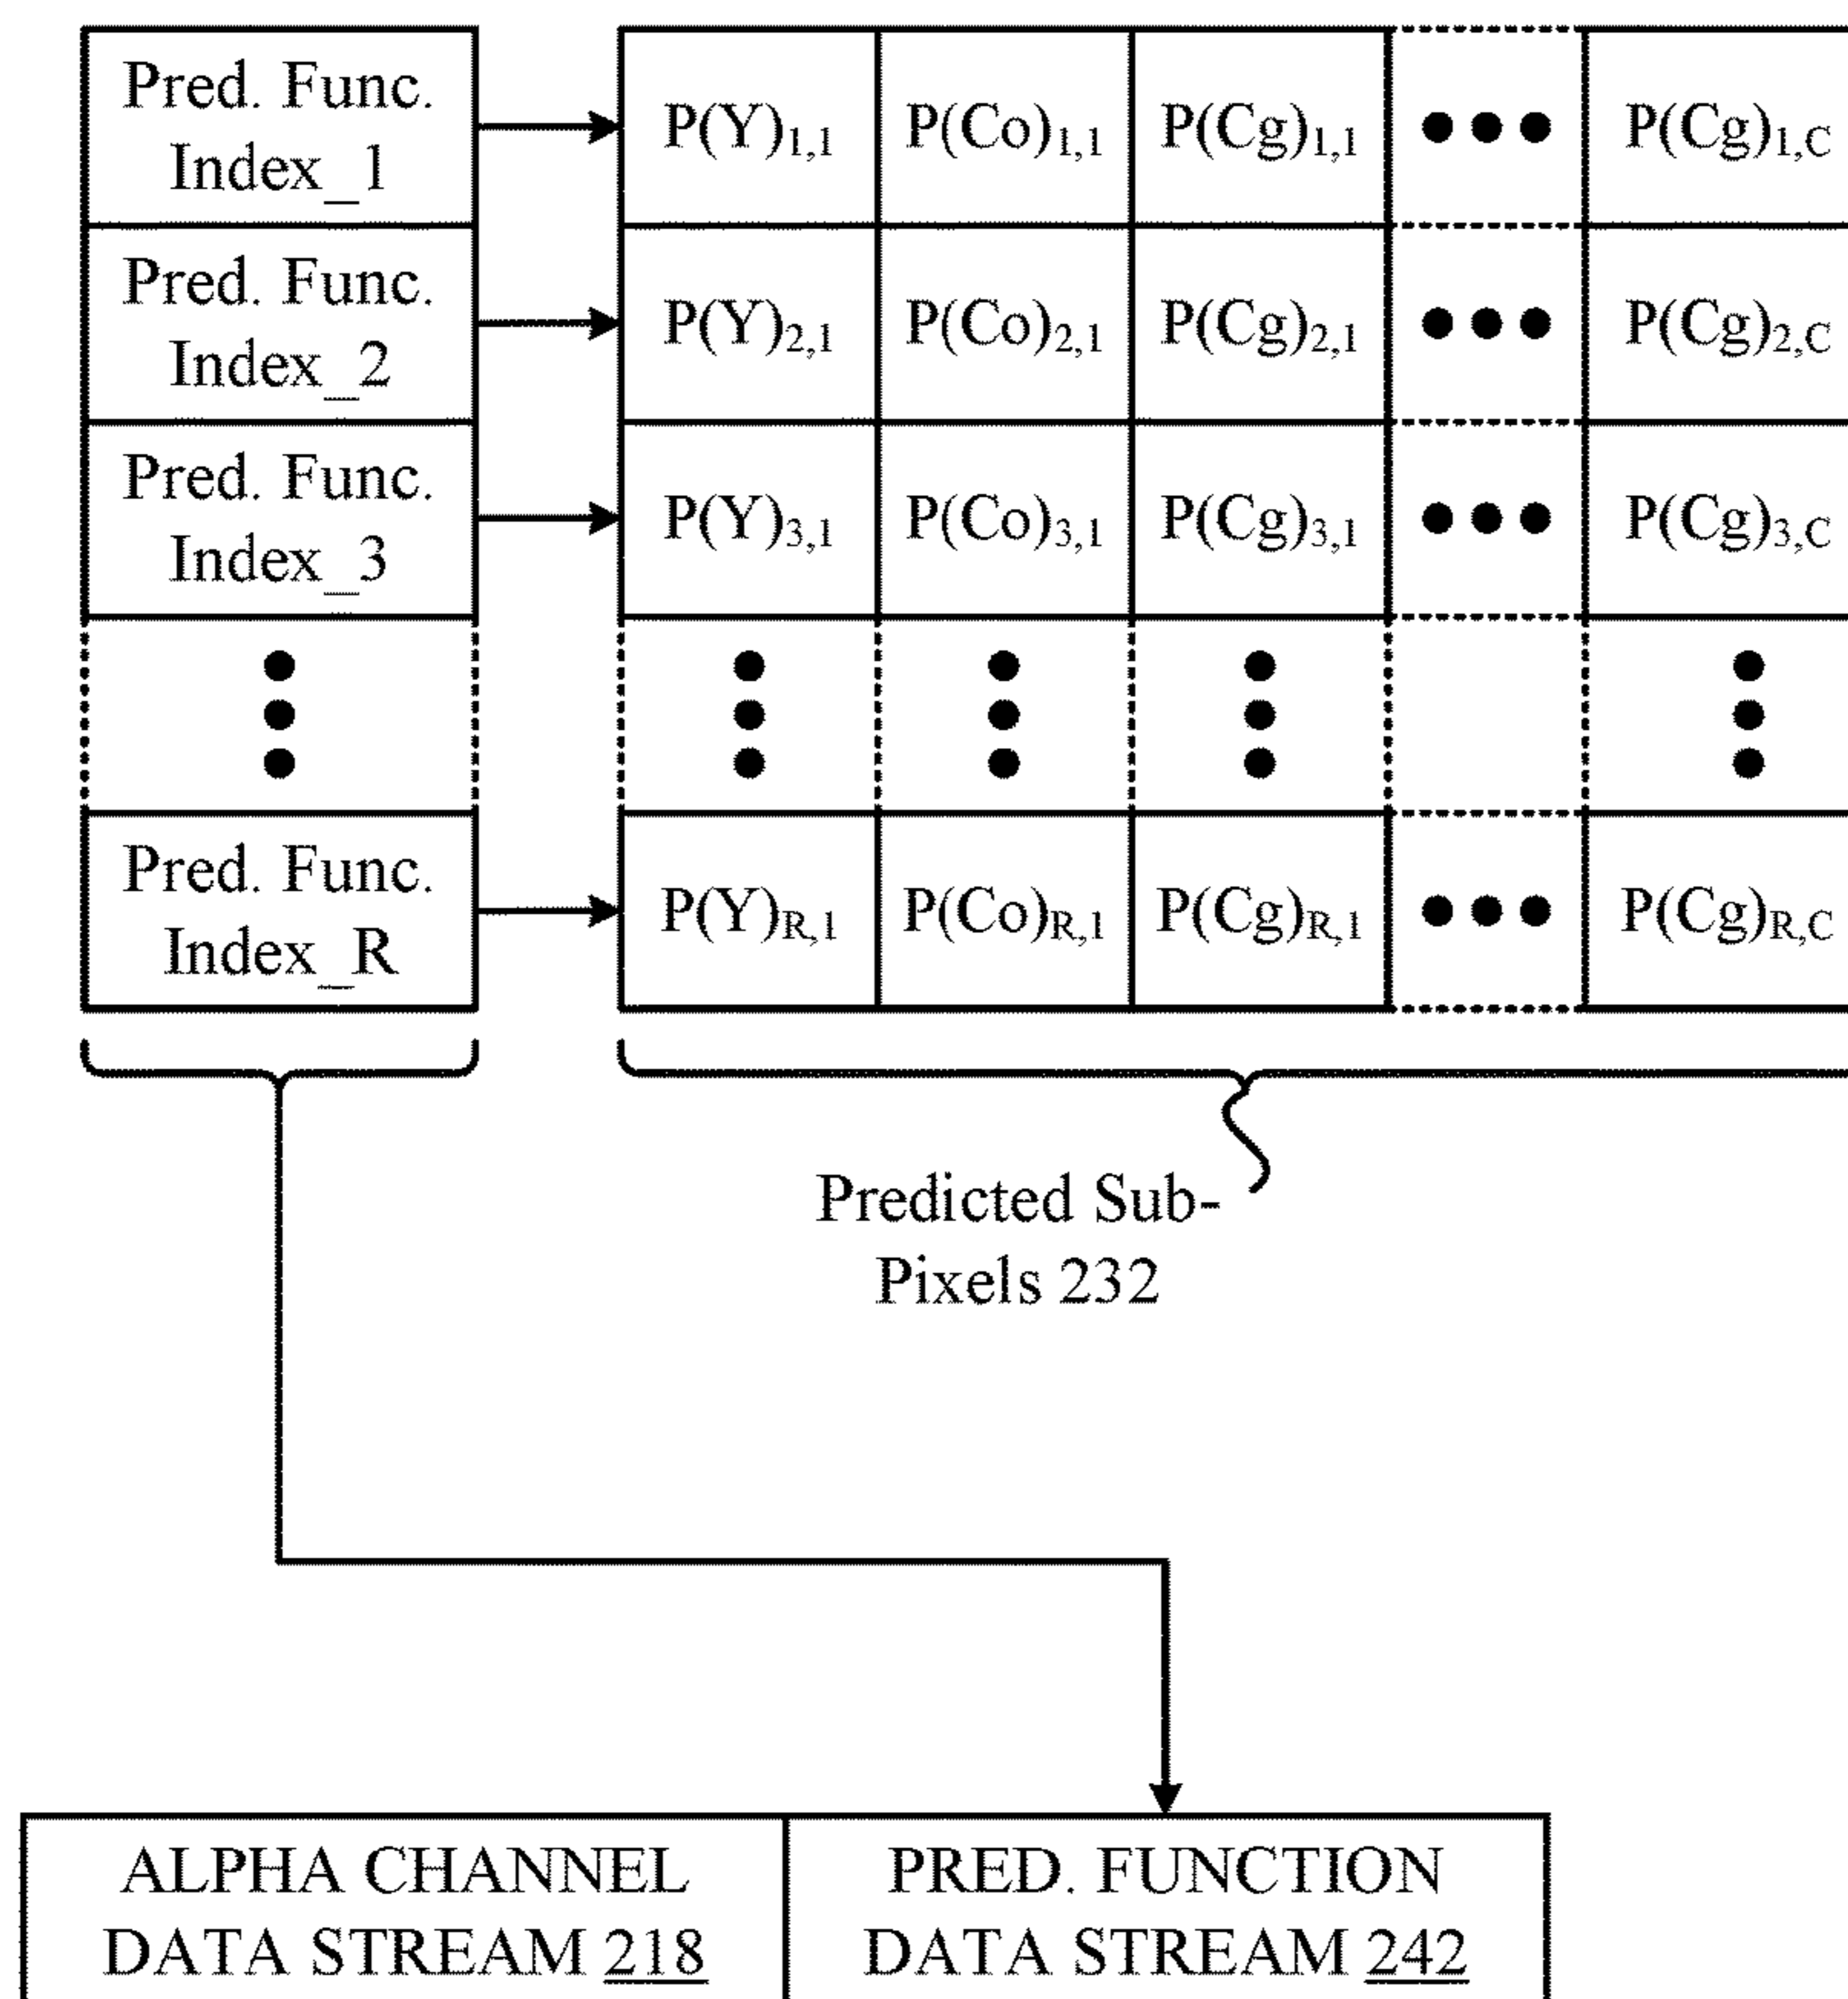 Pred. Func.
Index_1
P(Y)1,1 P(Co)1,1 P(Cg)1,1 ●●● P(Cg)1,C
Pred. Func.
Index_2
P(Y)2,1 P(Co)2,1 P(Cg)2,1 ●●● P(Cg)2,C
Pred. Func.
Index_3
P(Y)3,1 P(Co)3,1 P(Cg)3,1 ●●● P(Cg)3,C
Pred. Func.
Index_R
P(Y)R,1 P(Co)R,1 P(Cg)R,1 ●●● P(Cg)R,C
Predicted Sub-
Pixels 232
ALPHA CHANNEL
DATA STREAM 218
PRED. FUNCTION
DATA STREAM 242